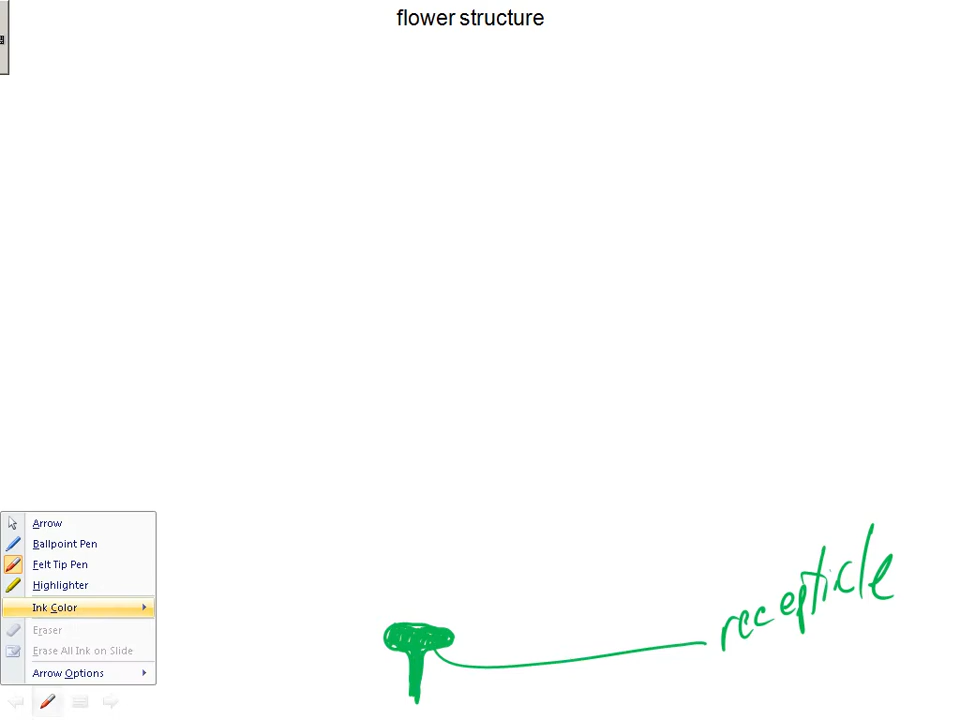 flower structure
Arrow
Ballpoint Pen
Felt Tip Pen
Highlighter
Ink Color
Eraser
Erase All Ink on Slide
Arrow Options
recepticle